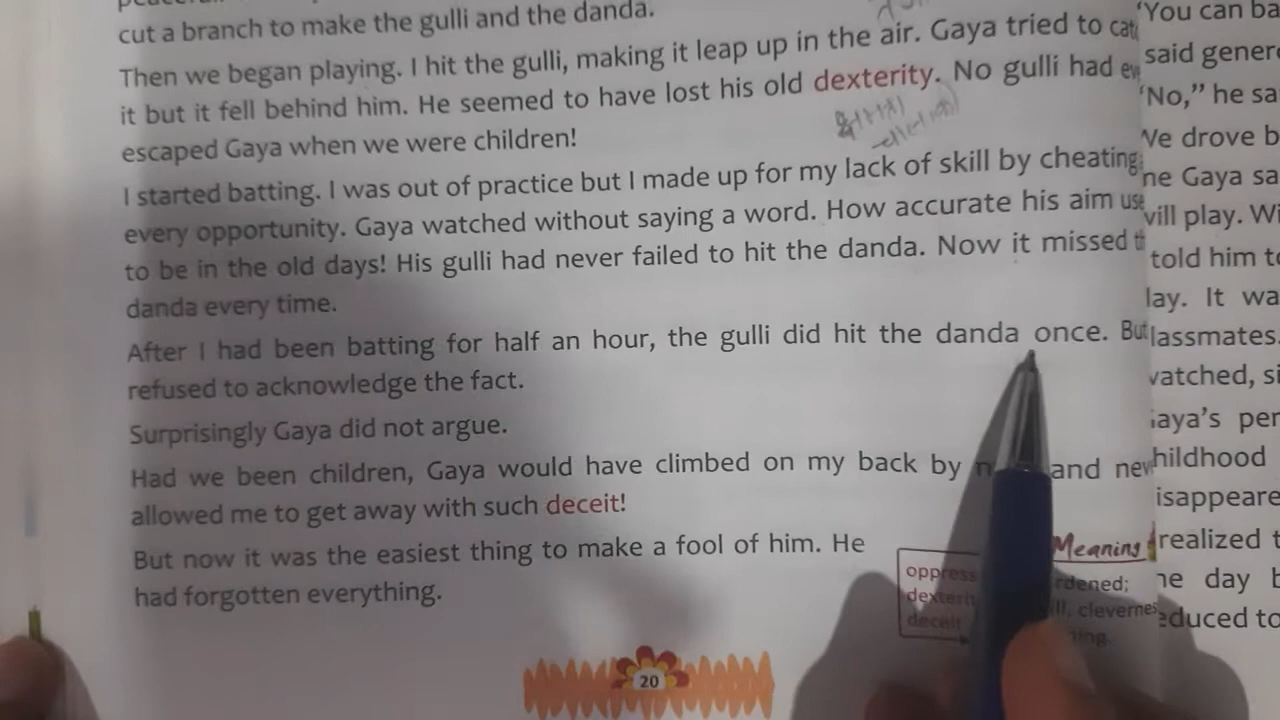 cut a branch to make the gulli and the danda.
Then we began playing. I hit the gulli, making it leap up in the air. Gaya tried to cat
it but it fell behind him. He seemed to have lost his old dexterity. No gulli had ev
escaped Gaya when we were children!
I started batting. I was out of practice but I made up for my lack of skill by cheating
every opportunity. Gaya watched without saying a word. How accurate his aim use
to be in the old days! His gulli had never failed to hit the danda. Now it missed th
danda every time.
After I had been batting for half an hour, the gulli did hit the danda once. But
refused to acknowledge the fact.
Surprisingly Gaya did not argue.
Had we been children, Gaya would have climbed on my back by n and nev
allowed me to get away with such deceit!
But now it was the easiest thing to make a fool of him. He
had forgotten everything.
Meaning
oppress rdened;
dexterit ill, clevernes
deceit hing.
20
'You can ba
said genero
'No,” he sa
We drove b
ne Gaya sa
vill play. Wi
told him to
lay. It wa
lassmates.
vatched, si
aya's per
hildhood
isappeare
realized t
ne day b
educed to